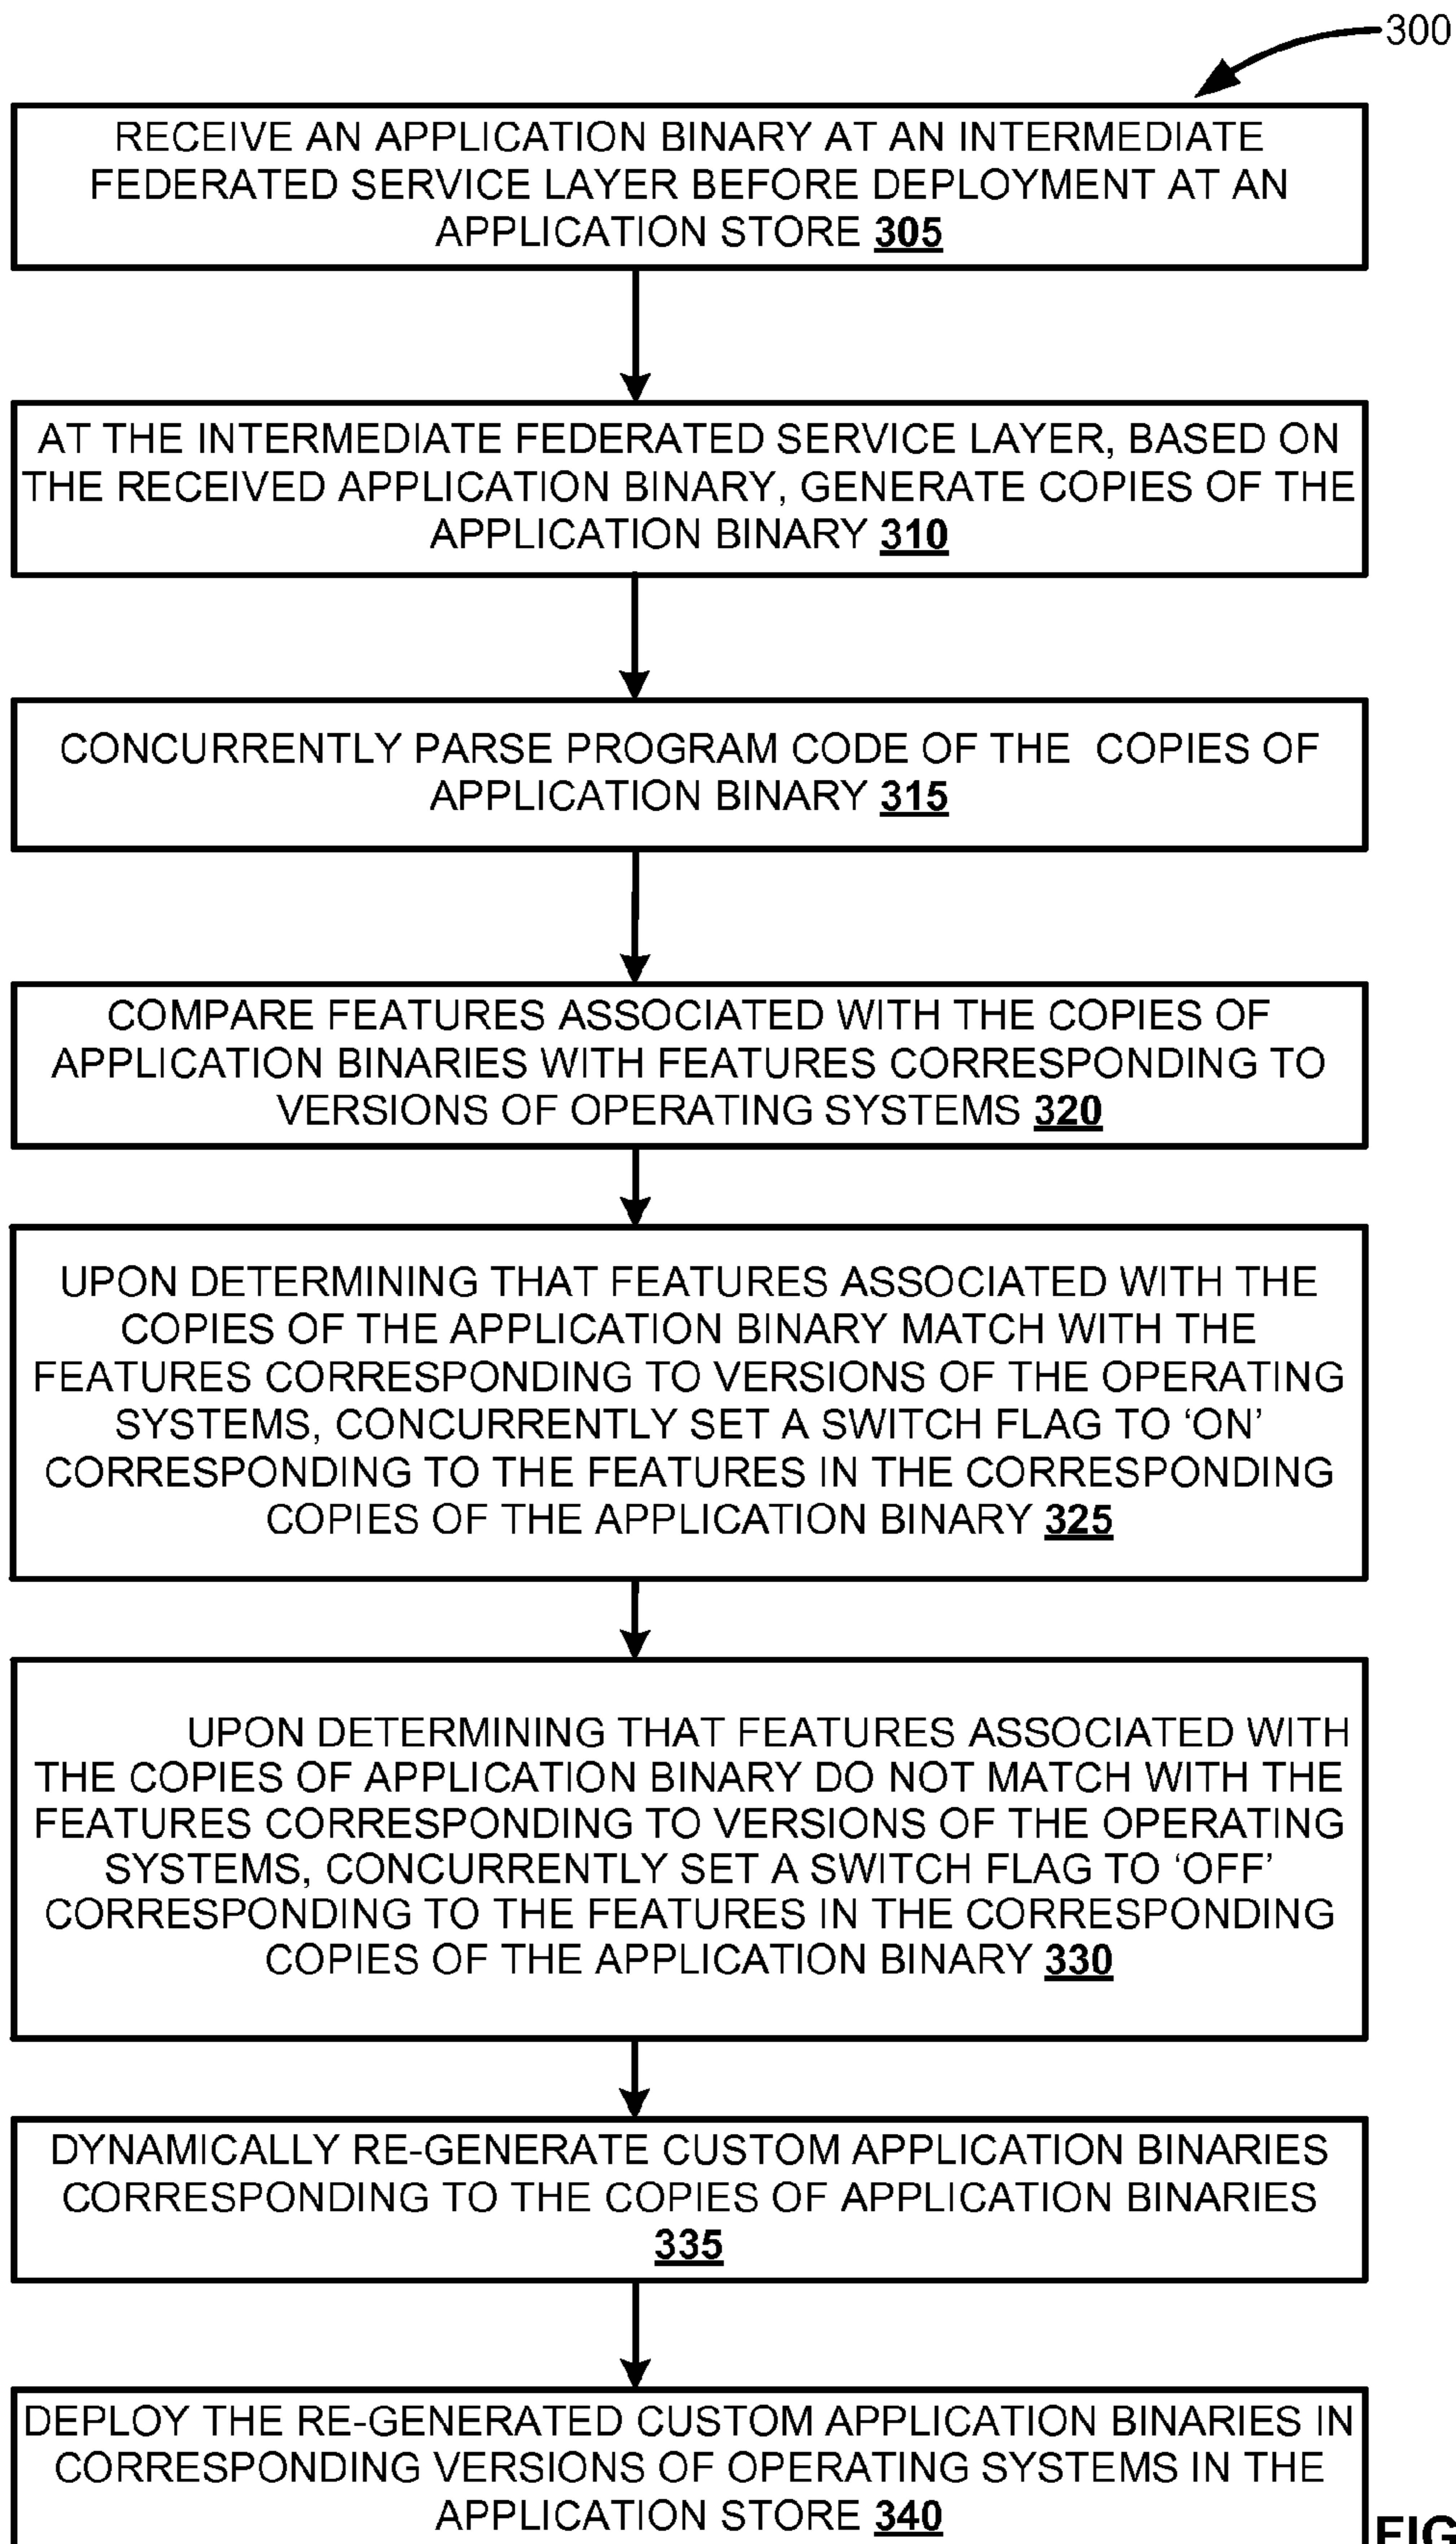 300
RECEIVE AN APPLICATION BINARY AT AN INTERMEDIATE
FEDERATED SERVICE LAYER BEFORE DEPLOYMENT AT AN
APPLICATION STORE 305
AT THE INTERMEDIATE FEDERATED SERVICE LAYER, BASED ON
THE RECEIVED APPLICATION BINARY, GENERATE COPIES OF THE
APPLICATION BINARY 310
CONCURRENTLY PARSE PROGRAM CODE OF THE COPIES OF
APPLICATION BINARY 315
COMPARE FEATURES ASSOCIATED WITH THE COPIES OF
APPLICATION BINARIES WITH FEATURES CORRESPONDING TO
VERSIONS OF OPERATING SYSTEMS 320
UPON DETERMINING THAT FEATURES ASSOCIATED WITH THE
COPIES OF THE APPLICATION BINARY MATCH WITH THE
FEATURES CORRESPONDING TO VERSIONS OF THE OPERATING
SYSTEMS, CONCURRENTLY SET A SWITCH FLAG TO ‘ON’
CORRESPONDING TO THE FEATURES IN THE CORRESPONDING
COPIES OF THE APPLICATION BINARY 325
UPON DETERMINING THAT FEATURES ASSOCIATED WITH
THE COPIES OF APPLICATION BINARY DO NOT MATCH WITH THE
FEATURES CORRESPONDING TO VERSIONS OF THE OPERATING
SYSTEMS, CONCURRENTLY SET A SWITCH FLAG TO ‘OFF’
CORRESPONDING TO THE FEATURES IN THE CORRESPONDING
COPIES OF THE APPLICATION BINARY 330
DYNAMICALLY RE-GENERATE CUSTOM APPLICATION BINARIES
CORRESPONDING TO THE COPIES OF APPLICATION BINARIES
335
DEPLOY THE RE-GENERATED CUSTOM APPLICATION BINARIES IN
CORRESPONDING VERSIONS OF OPERATING SYSTEMS IN THE
APPLICATION STORE 340
FIG